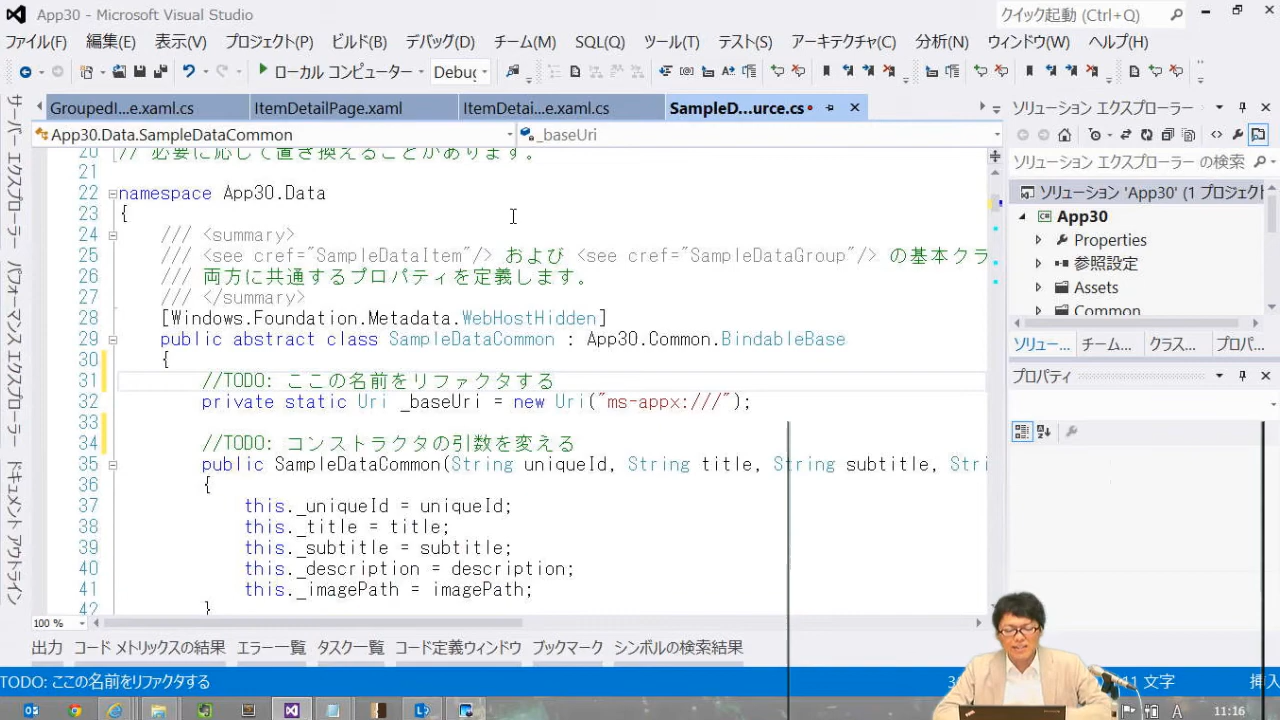 App30 - Microsoft Visual Studio
クイック起動 (Ctrl+Q)
ファイル(F) 編集(E) 表示(V) プロジェクト(P) ビルド(B) デバッグ(D) チーム(M) SQL(Q) ツール(T) テスト(S) アーキテクチャ(C) 分析(N) ウィンドウ(W) ヘルプ(H)
ローカル コンピューター Debug
サーバー エクスプローラー
パフォーマンス エクスプローラー
ドキュメント アウトライン
GroupedI...e.xaml.cs ItemDetailPage.xaml ItemDetai...e.xaml.cs SampleD...urce.cs
App30.Data.SampleDataCommon _baseUri
20 // 必要に応じて置き換えることがあります。
21
22 namespace App30.Data
23 {
24 /// <summary>
25 /// <see cref="SampleDataItem"/> および <see cref="SampleDataGroup"/> の基本クラ
26 /// 両方に共通するプロパティを定義します。
27 /// </summary>
28 [Windows.Foundation.Metadata.WebHostHidden]
29 public abstract class SampleDataCommon : App30.Common.BindableBase
30 {
31 //TODO: ここの名前をリファクタする
32 private static Uri _baseUri = new Uri("ms-appx:///");
33
34 //TODO: コンストラクタの引数を変える
35 public SampleDataCommon(String uniqueId, String title, String subtitle, Stri
36 {
37 this._uniqueId = uniqueId;
38 this._title = title;
39 this._subtitle = subtitle;
40 this._description = description;
41 this._imagePath = imagePath;
42 }
100 %
ソリューション エクスプローラー
ソリューション エクスプローラー の検索
ソリューション 'App30' (1 プロジェクト
App30
Properties
参照設定
Assets
Common
ソリュー... チーム... クラス... プロパ...
プロパティ
出力 コード メトリックスの結果 エラー一覧 タスク一覧 コード定義ウィンドウ ブックマーク シンボルの検索結果
TODO: ここの名前をリファクタする
11 文字 挿入
11:16